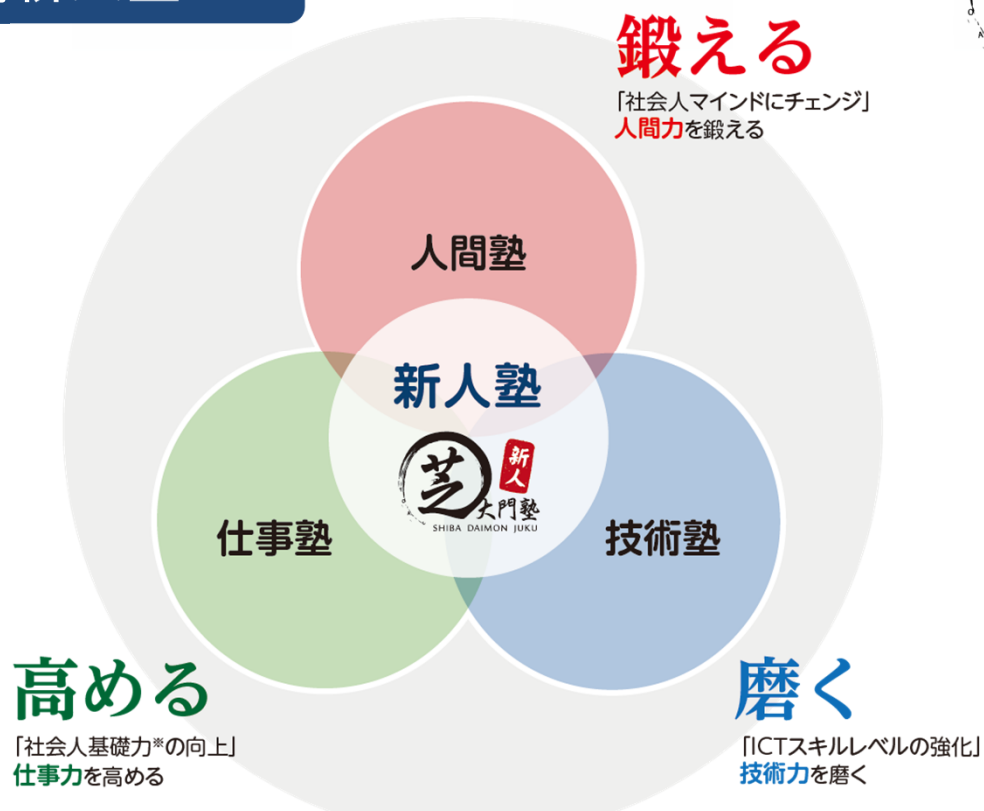 鍛える
「社会人マインドにチェンジ」
人間力を鍛える
人間塾
新人塾
芝
新人
大門塾
SHIBA DAIMON JUKU
仕事塾
技術塾
高める
「社会人基礎力※の向上」
仕事力を高める
磨く
「ICTスキルレベルの強化」
技術力を磨く